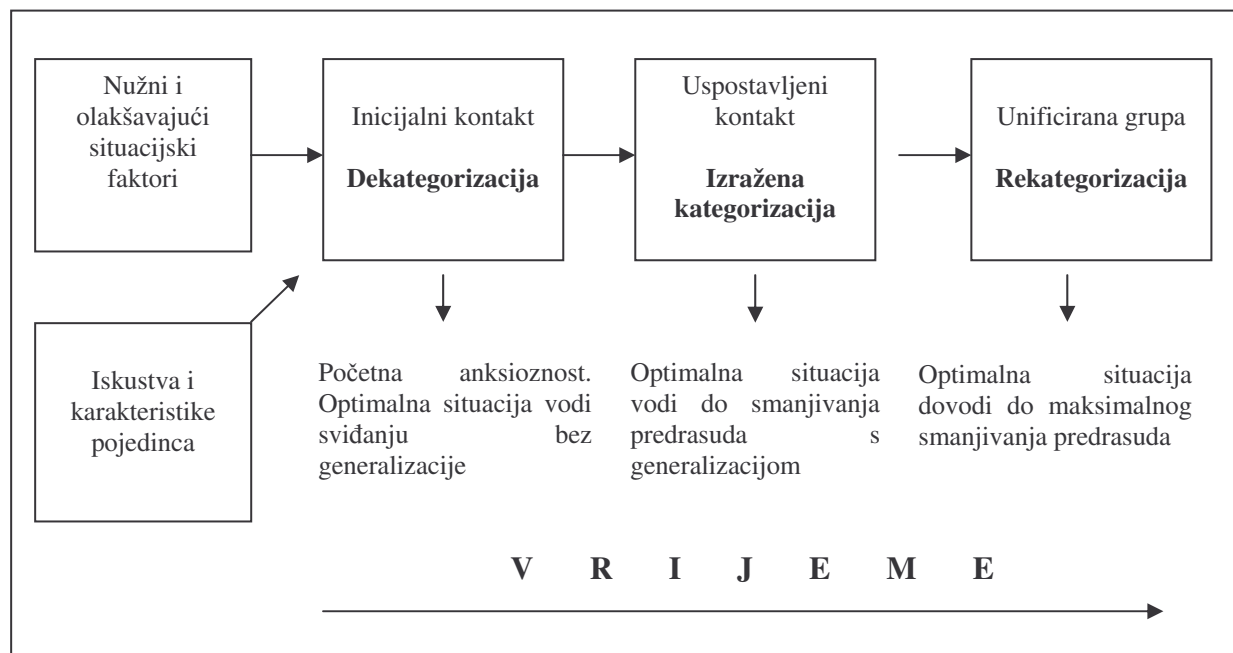 Nužni i
olakšavajući
situacijski
faktori
Inicijalni kontakt
Dekategorizacija
Uspostavljeni
kontakt
Izražena
kategorizacija
Unificirana grupa
Rekategorizacija
Iskustva i
karakteristike
pojedinca
Početna anksioznost.
Optimalna situacija vodi
sviđanju bez
generalizacije
Optimalna situacija
vodi do smanjivanja
predrasuda s
generalizacijom
Optimalna situacija
dovodi do maksimalnog
smanjivanja predrasuda
V R I J E M E